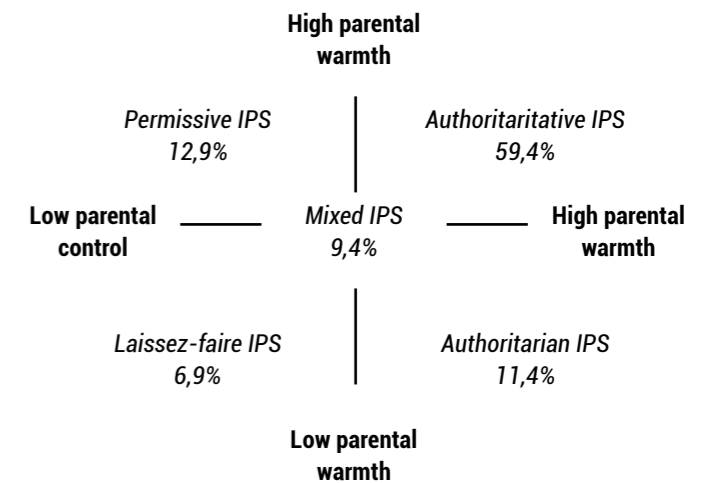 High parental
warmth
Permissive IPS
12,9%
Authoritaritative IPS
59,4%
Low parental
control
Mixed IPS
9,4%
High parental
warmth
Laissez-faire IPS
6,9%
Authoritarian IPS
11,4%
Low parental
warmth